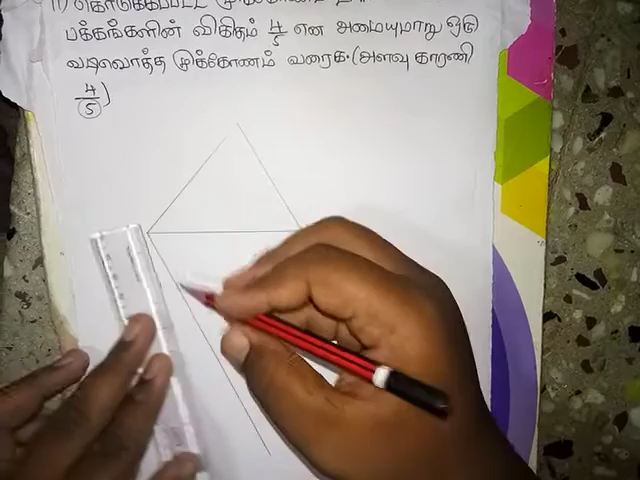 பக்கங்களின் விகிதம் 4/5 என அமையுமாறு ஒரு
வடிவொத்த முக்கோணம் வரைக. (அளவு காரணி
4/5)